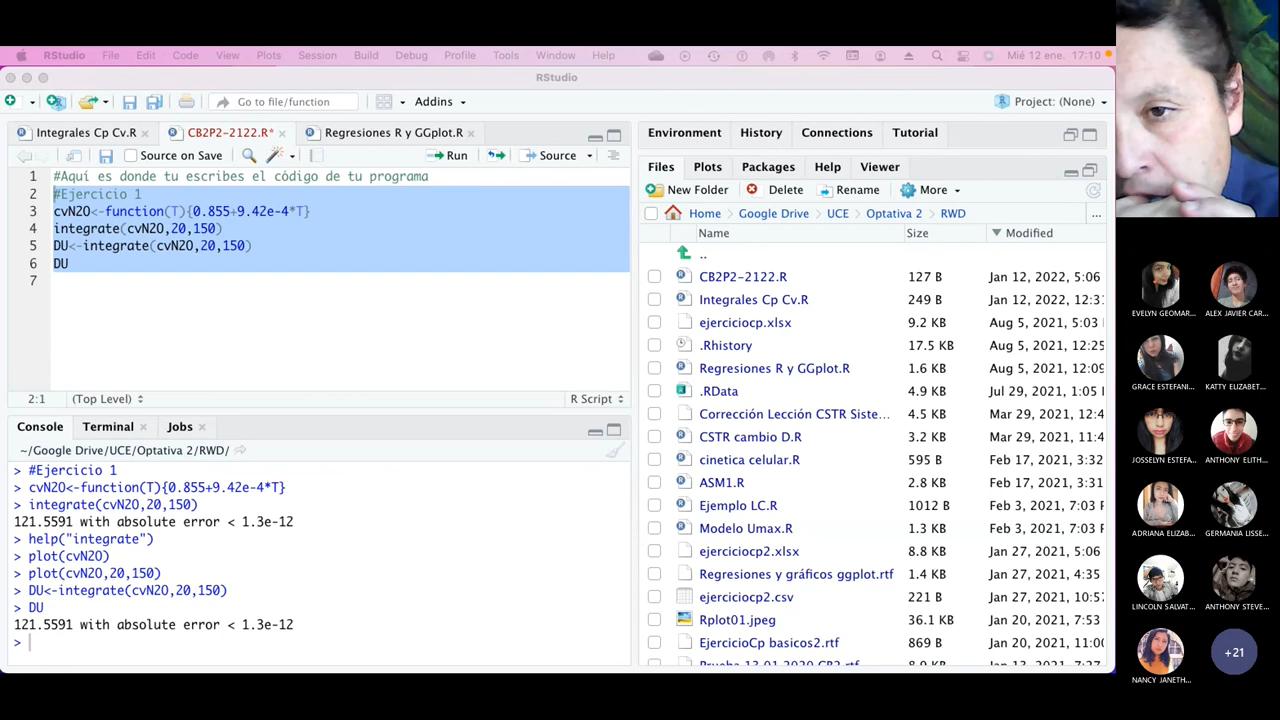 RStudio File Edit Code View Plots Session Build Debug Profile Tools Window Help Mié 12 ene. 17:10
RStudio
Go to file/function Addins Project: (None)
Integrales Cp Cv.R CB2P2-2122.R* Regresiones R y GGplot.R
Source on Save Run Source
1 #Aquí es donde tu escribes el código de tu programa
2 #Ejercicio 1
3 cvN2O<-function(T){0.855+9.42e-4*T}
4 integrate(cvN2O,20,150)
5 DU<-integrate(cvN2O,20,150)
6 DU
7
2:1 (Top Level) R Script
Console Terminal Jobs
~/Google Drive/UCE/Optativa 2/RWD/
> #Ejercicio 1
> cvN2O<-function(T){0.855+9.42e-4*T}
> integrate(cvN2O,20,150)
121.5591 with absolute error < 1.3e-12
> help("integrate")
> plot(cvN2O)
> plot(cvN2O,20,150)
> DU<-integrate(cvN2O,20,150)
> DU
121.5591 with absolute error < 1.3e-12
>
Environment History Connections Tutorial
Files Plots Packages Help Viewer
New Folder Delete Rename More
Home Google Drive UCE Optativa 2 RWD ...
Name Size Modified
..
CB2P2-2122.R 127 B Jan 12, 2022, 5:06
Integrales Cp Cv.R 249 B Jan 12, 2022, 12:3
ejerciciocp.xlsx 9.2 KB Aug 5, 2021, 5:03
.Rhistory 17.5 KB Aug 5, 2021, 12:
Regresiones R y GGplot.R 1.6 KB Aug 5, 2021, 12:09
.RData 4.9 KB Jul 29, 2021, 1:05
Corrección Lección CSTR Siste... 4.5 KB Mar 29, 2021, 12:4
CSTR cambio D.R 3.2 KB Mar 29, 2021, 11:4
cinetica celular.R 595 B Feb 17, 2021, 3:31
ASM1.R 2.8 KB Feb 17, 2021, 3:31
Ejemplo LC.R 1012 B Feb 3, 2021, 7:03
Modelo Umax.R 1.3 KB Feb 3, 2021, 7:03
ejerciciocp2.xlsx 8.8 KB Jan 27, 2021, 5:06
Regresiones y gráficos ggplot.rtf 1.4 KB Jan 27, 2021, 4:35
ejerciciocp2.csv 221 B Jan 27, 2021, 10:5
Rplot01.jpeg 36.1 KB Jan 20, 2021, 7:53
EjercicioCp basicos2.rtf 869 B Jan 20, 2021, 11:00
Prueba 13 01 2020 CB2.rtf 8.9 KB Jan 13, 2021, 7:27
EVELYN GEOMAR... ALEX JAVIER CAR...
GRACE ESTEFANI... KATTY ELIZABET...
JOSSELYN ESTEFA... ANTHONY ELITH...
ADRIANA ELIZAB... GERMANIA LISSE...
LINCOLN SALVAT... ANTHONY STEVE...
NANCY JANETH... +21